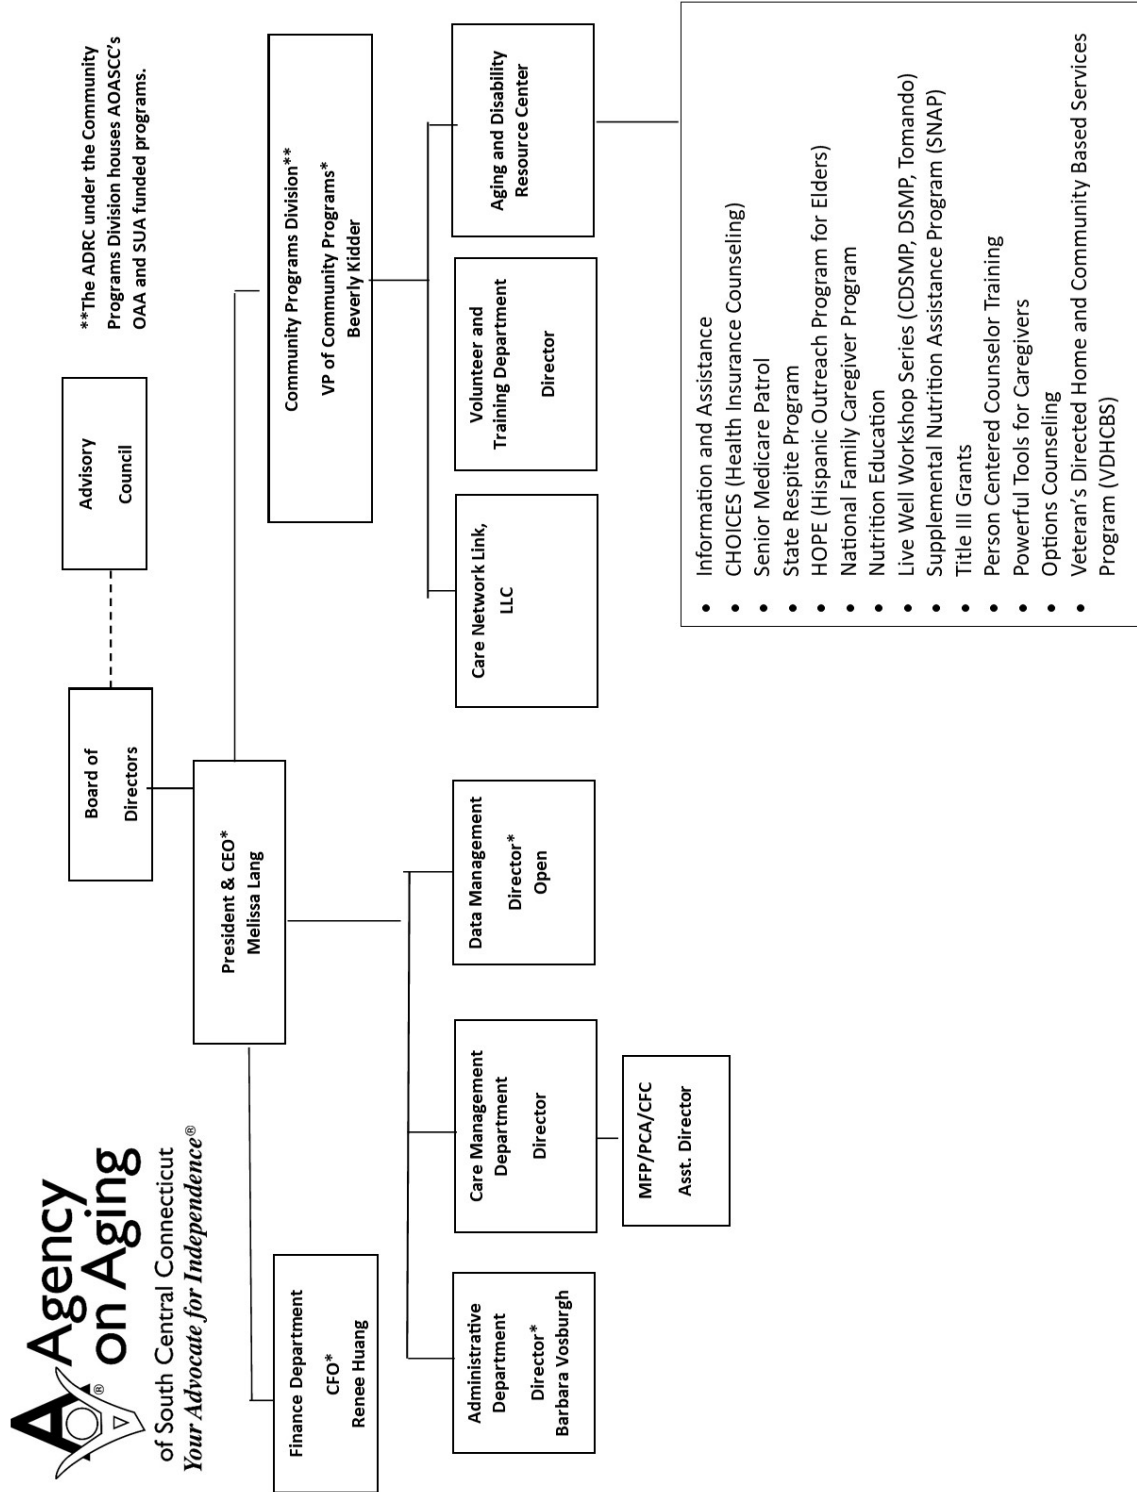 Agency
on Aging
®
of South Central Connecticut
Your Advocate for Independence®
Board of
Directors
Advisory
Council
**The ADRC under the Community
Programs Division houses AOASCC's
OAA and SUA funded programs.
President & CEO*
Melissa Lang
Finance Department
CFO*
Renee Huang
Community Programs Division**
VP of Community Programs*
Beverly Kidder
Administrative
Department
Director*
Barbara Vosburgh
Care Management
Department
Director
Data Management
Director*
Open
Care Network Link,
LLC
Volunteer and
Training Department
Director
Aging and Disability
Resource Center
MFP/PCA/CFC
Asst. Director
• Information and Assistance
• CHOICES (Health Insurance Counseling)
• Senior Medicare Patrol
• State Respite Program
• HOPE (Hispanic Outreach Program for Elders)
• National Family Caregiver Program
• Nutrition Education
• Live Well Workshop Series (CDSMP, DSMP, Tomando)
• Supplemental Nutrition Assistance Program (SNAP)
• Title III Grants
• Person Centered Counselor Training
• Powerful Tools for Caregivers
• Options Counseling
• Veteran's Directed Home and Community Based Services
Program (VDHCBS)